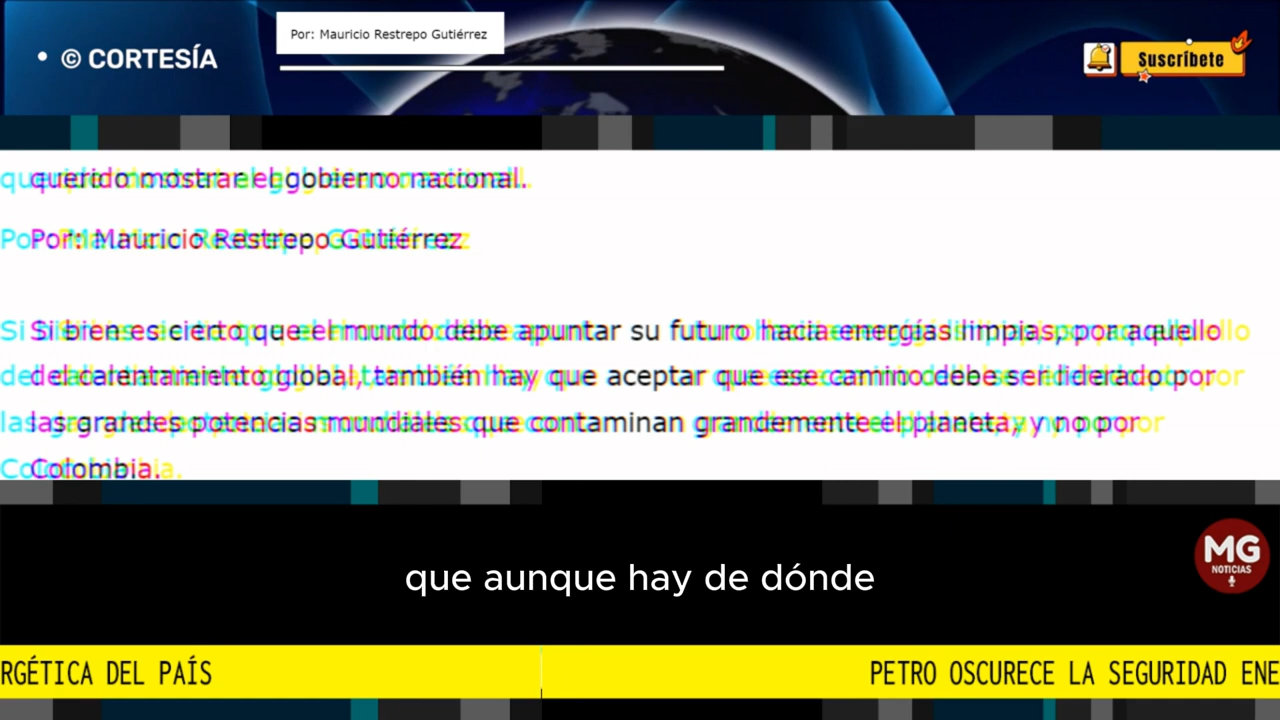 • © CORTESÍA
Por: Mauricio Restrepo Gutiérrez
Suscríbete
querido mostrar el gobierno nacional.
Por: Mauricio Restrepo Gutiérrez
Si bien es cierto que el mundo debe apuntar su futuro hacia energías limpias, por aquello
del calentamiento global, también hay que aceptar que ese camino debe ser liderado por
las grandes potencias mundiales que contaminan grandemente el planeta, y no por
Colombia.
MG
NOTICIAS
que aunque hay de dónde
RGÉTICA DEL PAÍS
PETRO OSCURECE LA SEGURIDAD ENE